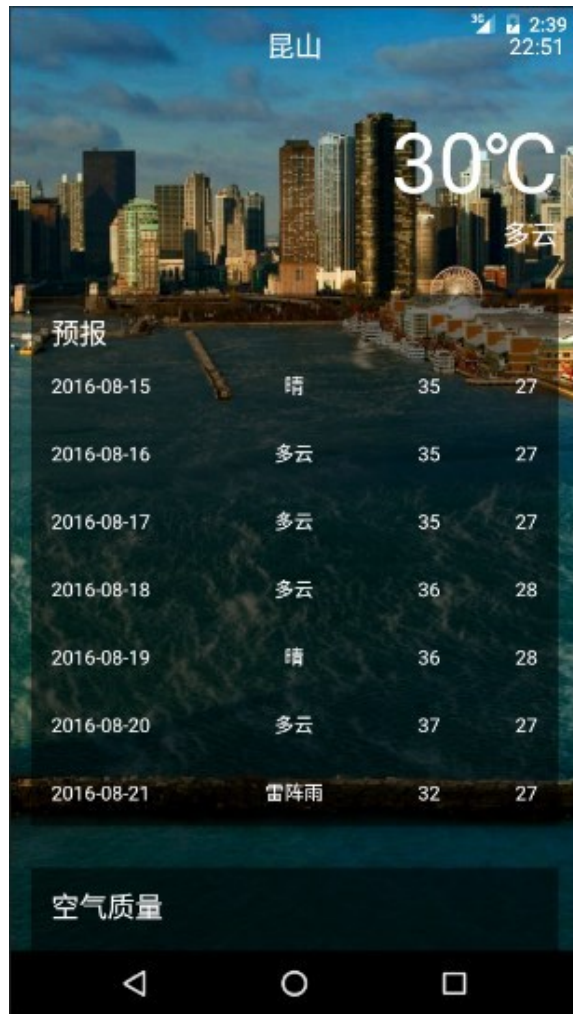 3G 2:39
昆山 22:51
30°C
多云
预报
2016-08-15 晴 35 27
2016-08-16 多云 35 27
2016-08-17 多云 35 27
2016-08-18 多云 36 28
2016-08-19 晴 36 28
2016-08-20 多云 37 27
2016-08-21 雷阵雨 32 27
空气质量